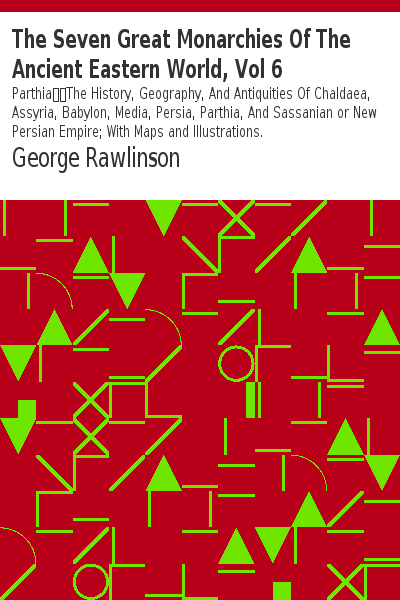 The Seven Great Monarchies Of The
Ancient Eastern World, Vol 6
Parthia□□The History, Geography, And Antiquities Of Chaldaea,
Assyria, Babylon, Media, Persia, Parthia, And Sassanian or New
Persian Empire; With Maps and Illustrations.
George Rawlinson